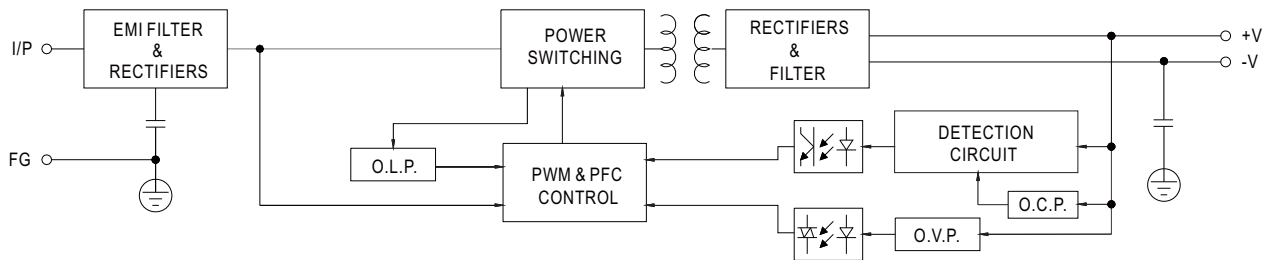 I/P
EMI FILTER
&
RECTIFIERS
POWER
SWITCHING
RECTIFIERS
&
FILTER
+V
-V
FG
O.L.P.
PWM & PFC
CONTROL
DETECTION
CIRCUIT
O.C.P.
O.V.P.